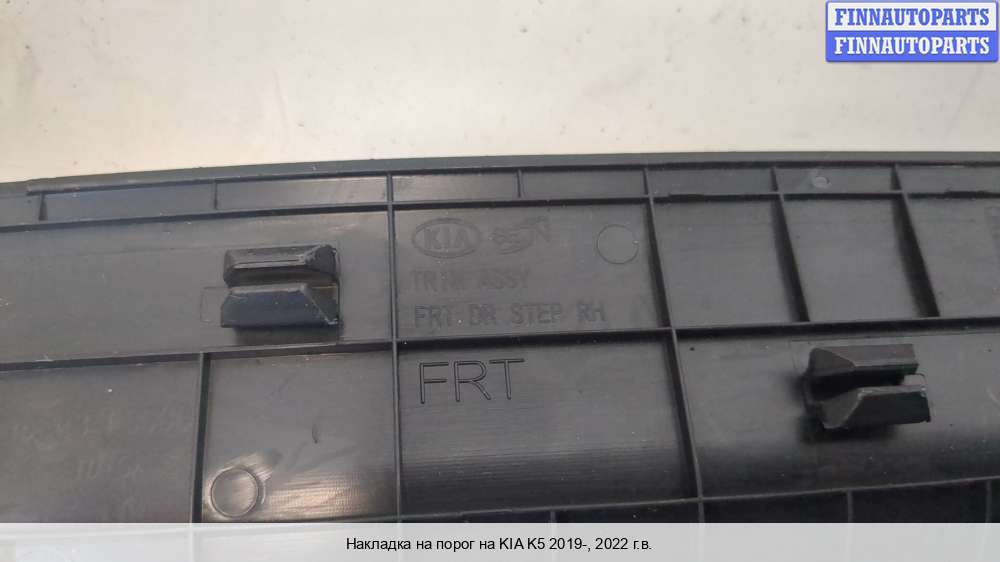 FINNAUTOPARTS
FINNAUTOPARTS
KIA
TRIM ASSY
FRT DR STEP RH
FRT
Накладка на порог на KIA K5 2019-, 2022 г.в.